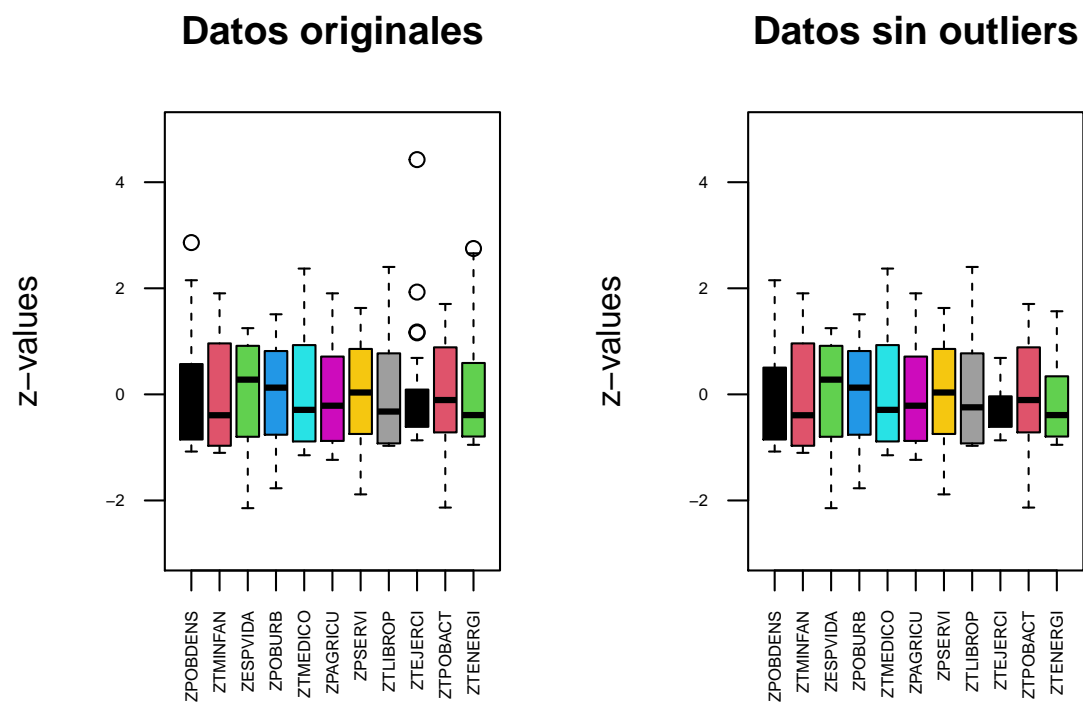 Datos originales
z−values
4
2
0
−2
ZPOBDENS
ZTMINFAN
ZESPVIDA
ZPOBURB
ZTMEDICO
ZPAGRICU
ZPSERVI
ZTLIBROP
ZTEJERCI
ZTPOBACT
ZTENERGI
Datos sin outliers
z−values
4
2
0
−2
ZPOBDENS
ZTMINFAN
ZESPVIDA
ZPOBURB
ZTMEDICO
ZPAGRICU
ZPSERVI
ZTLIBROP
ZTEJERCI
ZTPOBACT
ZTENERGI